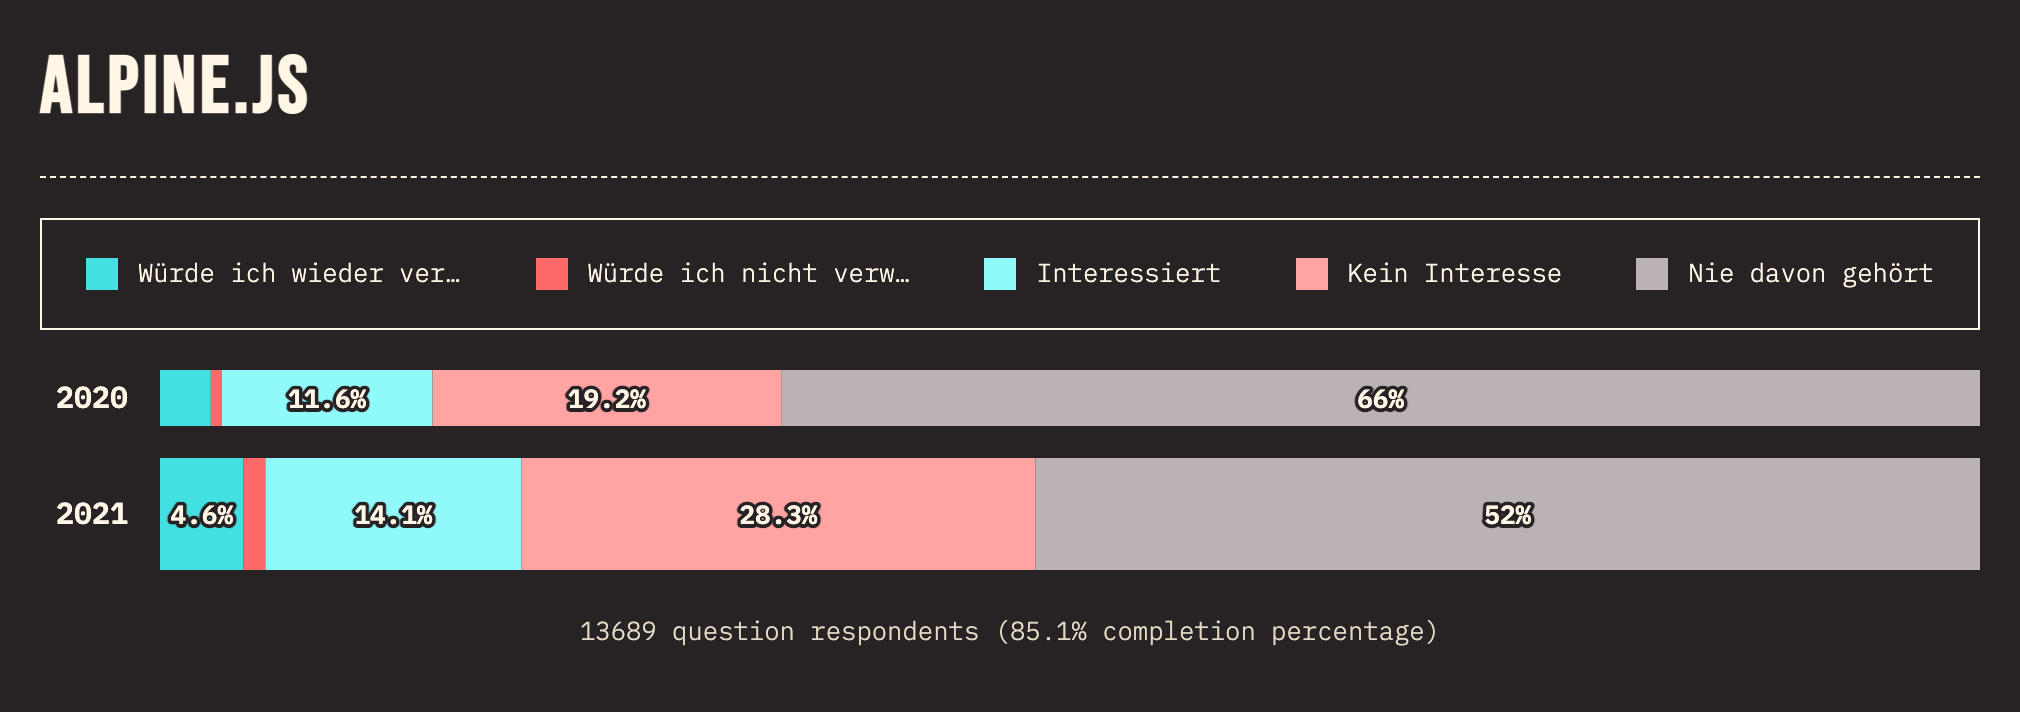 ALPINE.JS
Würde ich wieder ver… Würde ich nicht verw… Interessiert Kein Interesse Nie davon gehört
2020 11.6% 19.2% 66%
2021 4.6% 14.1% 28.3% 52%
13689 question respondents (85.1% completion percentage)